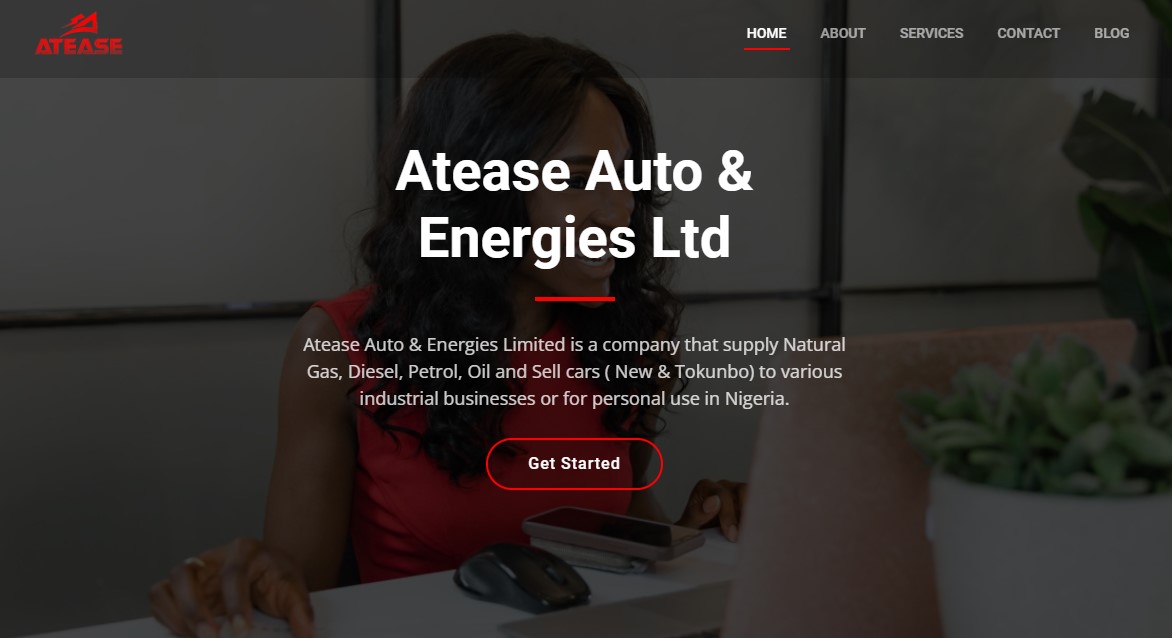 ATEASE
HOME ABOUT SERVICES CONTACT BLOG
Atease Auto &
Energies Ltd
Atease Auto & Energies Limited is a company that supply Natural
Gas, Diesel, Petrol, Oil and Sell cars ( New & Tokunbo) to various
industrial businesses or for personal use in Nigeria.
Get Started